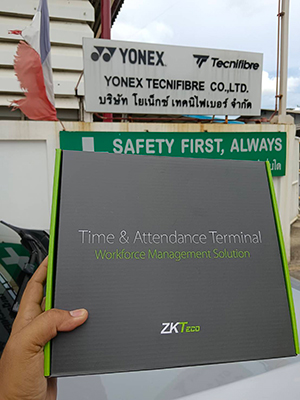 YONEX Tecnifibre
YONEX TECNIFIBRE CO.,LTD.
บริษัท โยเน็กซ์ เทคนิไฟเบอร์ จำกัด
SAFETY FIRST, ALWAYS
Time & Attendance Terminal
Workforce Management Solution
ZKTeco